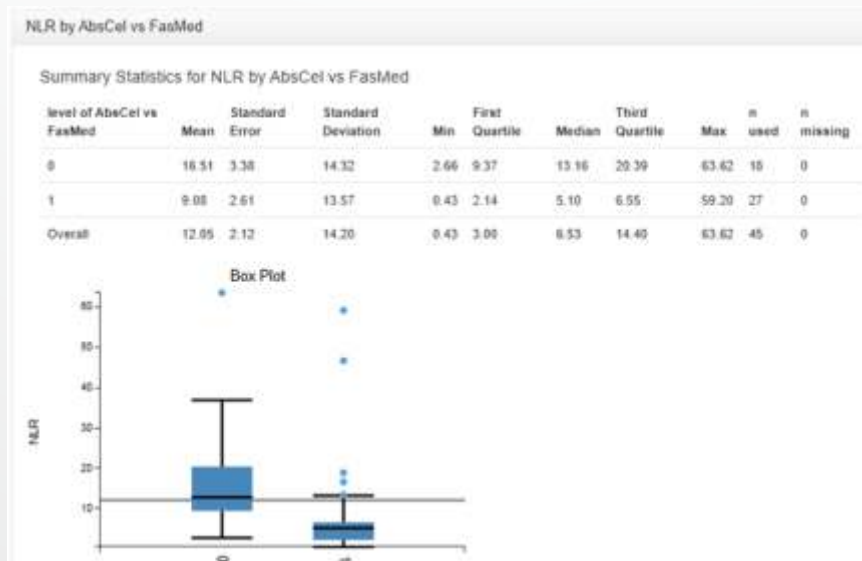 NLR by AbsCel vs FasMed
Summary Statistics for NLR by AbsCel vs FasMed
level of AbsCel vs FasMed Mean Standard Error Standard Deviation Min First Quartile Median Third Quartile Max n used n missing
0 16.51 3.38 14.32 2.66 9.37 13.16 20.39 63.62 18 0
1 9.08 2.61 13.57 0.43 2.14 5.10 6.55 59.20 27 0
Overall 12.05 2.12 14.20 0.43 3.00 6.53 14.40 63.62 45 0
Box Plot
60
50
40
30
20
10
NLR
0
1